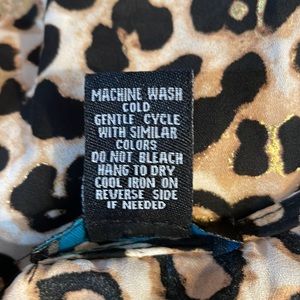 MACHINE WASH
COLD
GENTLE CYCLE
WITH SIMILAR
COLORS
DO NOT BLEACH
HANG TO DRY
COOL IRON ON
REVERSE SIDE
IF NEEDED